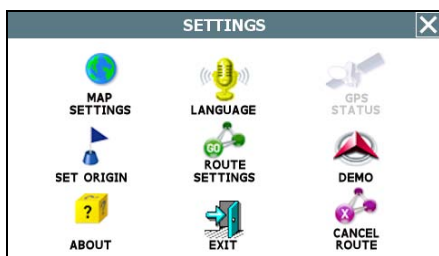 SETTINGS
MAP
SETTINGS
LANGUAGE
GPS
STATUS
SET ORIGIN
GO
ROUTE
SETTINGS
DEMO
?
ABOUT
EXIT
X
CANCEL
ROUTE